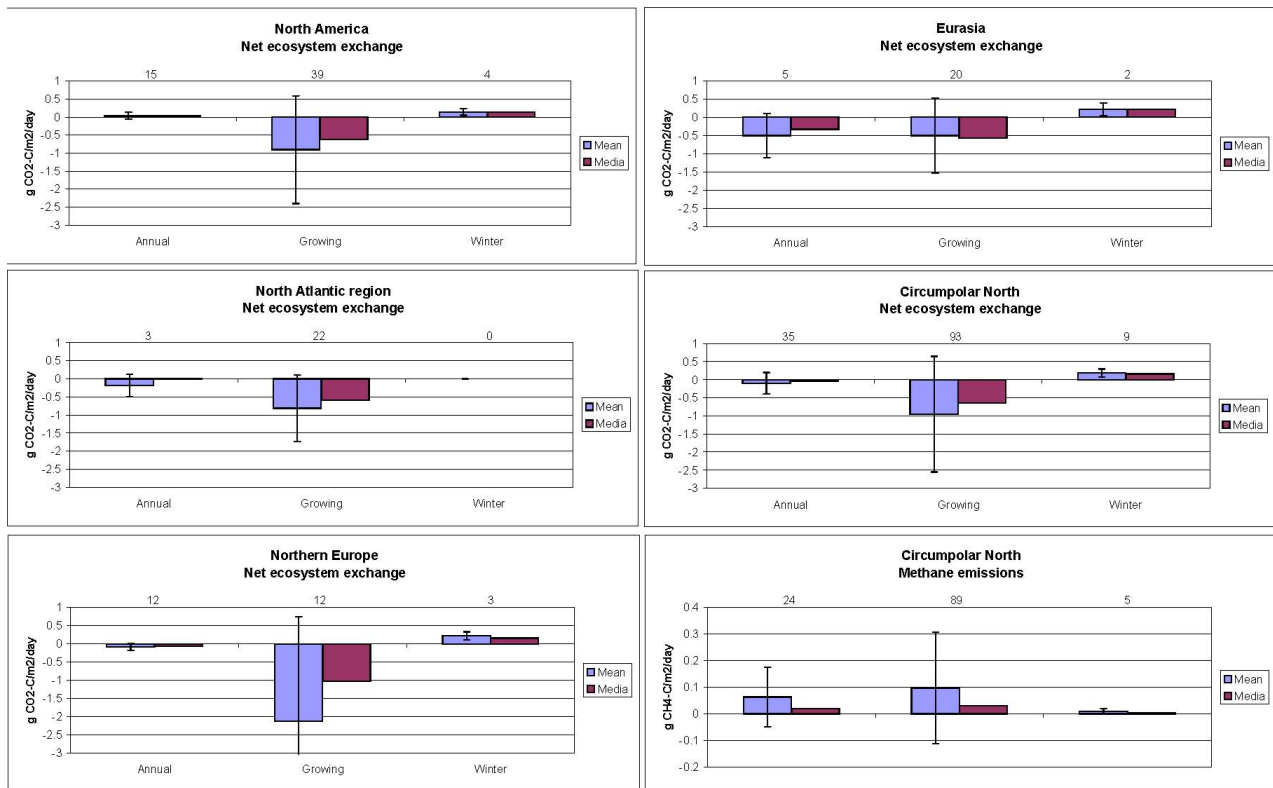 North America
Net ecosystem exchange
15 39 4
1
0.5
0
-0.5
-1
-1.5
-2
-2.5
-3
g CO2-C/m2/day
Annual Growing Winter
Mean
Media
Eurasia
Net ecosystem exchange
5 20 2
1
0.5
0
-0.5
-1
-1.5
-2
-2.5
-3
g CO2-C/m2/day
Annual Growing Winter
Mean
Media
North Atlantic region
Net ecosystem exchange
3 22 0
1
0.5
0
-0.5
-1
-1.5
-2
-2.5
-3
g CO2-C/m2/day
Annual Growing Winter
Mean
Media
Circumpolar North
Net ecosystem exchange
35 93 9
1
0.5
0
-0.5
-1
-1.5
-2
-2.5
-3
g CO2-C/m2/day
Annual Growing Winter
Mean
Media
Northern Europe
Net ecosystem exchange
12 12 3
1
0.5
0
-0.5
-1
-1.5
-2
-2.5
-3
g CO2-C/m2/day
Annual Growing Winter
Mean
Media
Circumpolar North
Methane emissions
24 89 5
0.4
0.3
0.2
0.1
0
-0.1
-0.2
g CH4-C/m2/day
Annual Growing Winter
Mean
Media